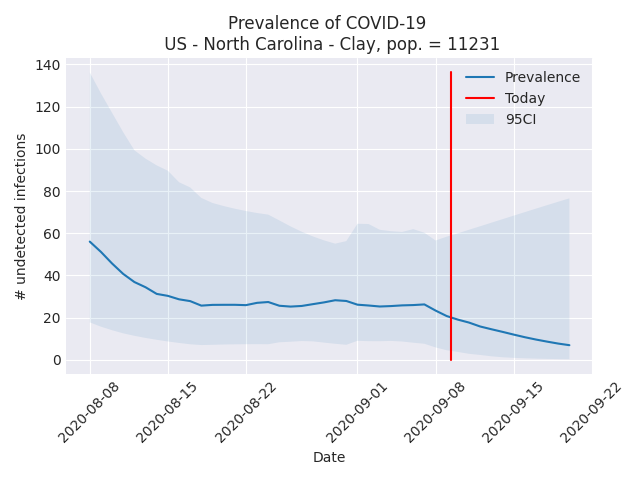 Prevalence of COVID-19
US - North Carolina - Clay, pop. = 11231
140
120
100
80
60
40
20
0
# undetected infections
Prevalence
Today
95CI
2020-08-08
2020-08-15
2020-08-22
2020-09-01
2020-09-08
2020-09-15
2020-09-22
Date